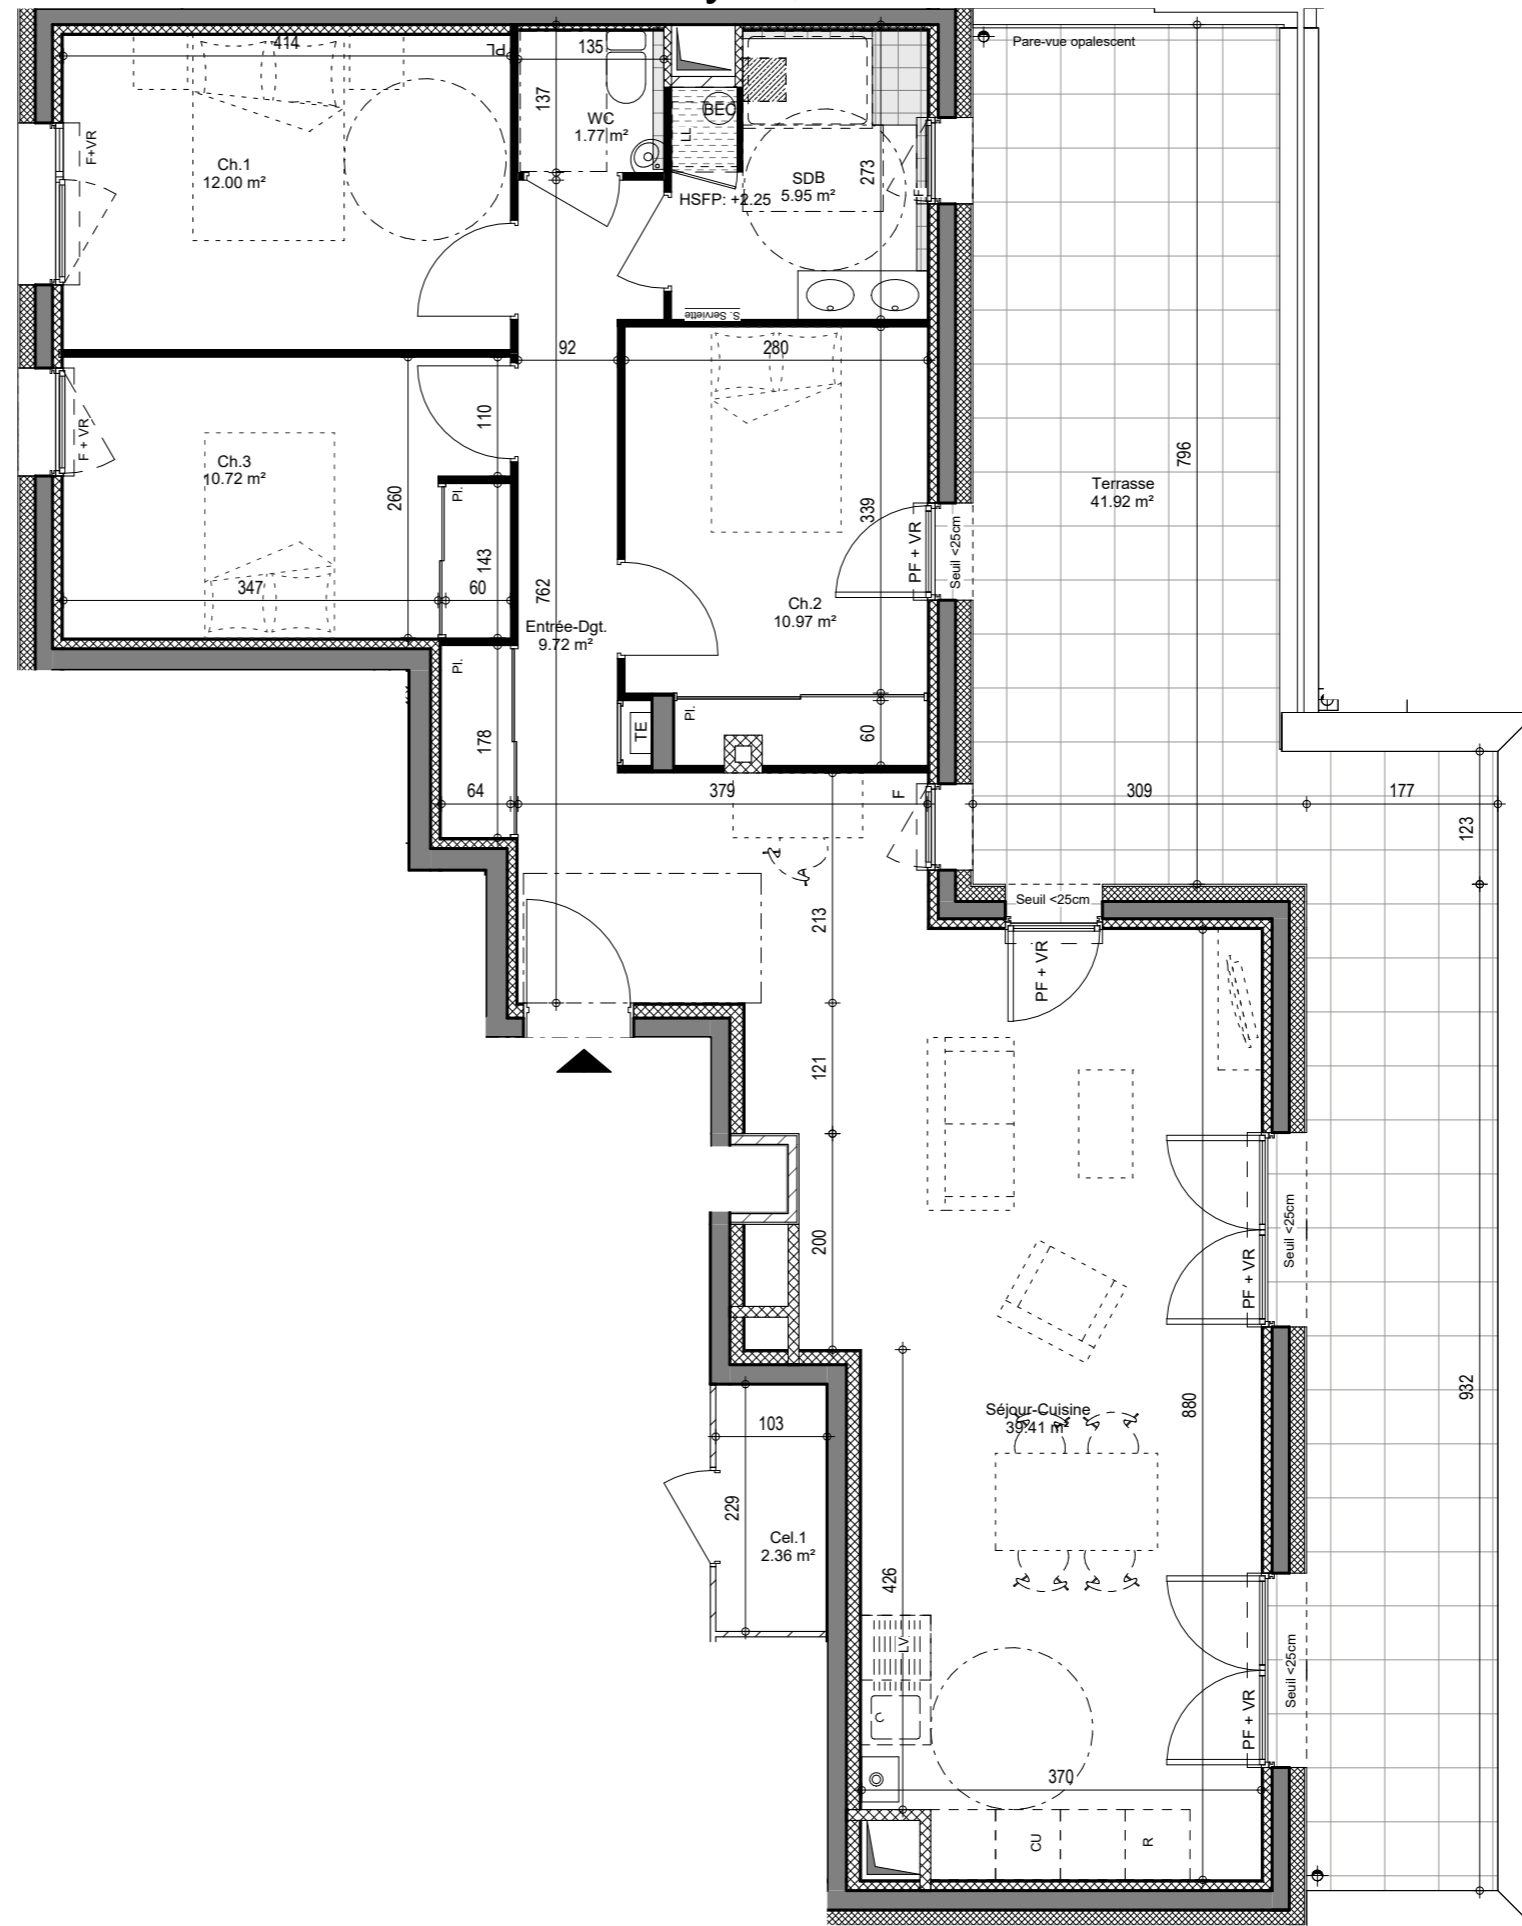 414
PL
135
Pare-vue opalescent
137
WC
1.77 m²
BEC
LL
F+VR
Ch.1
12.00 m²
273
SDB
5.95 m²
HSFP: +2.25
FF
S. Serviette
92
280
110
F + VR
Ch.3
10.72 m²
260
Pl.
796
Terrasse
41.92 m²
339
PF + VR
Seuil <25cm
143
347
60
762
Ch.2
10.97 m²
Entrée-Dgt.
9.72 m²
Pl.
Pl.
TE
60
178
64
379
F
309
177
123
213
Seuil <25cm
PF + VR
121
200
Seuil <25cm
PF + VR
932
880
Séjour-Cuisine
39.41 m²
103
229
Cel.1
2.36 m²
426
LV
C
Seuil <25cm
PF + VR
370
CU
R